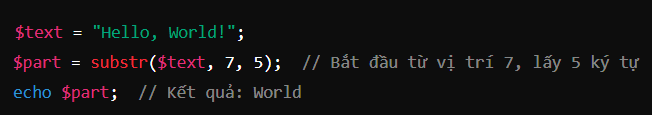 $text = "Hello, World!";
$part = substr($text, 7, 5);  // Bắt đầu từ vị trí 7, lấy 5 ký tự
echo $part;  // Kết quả: World